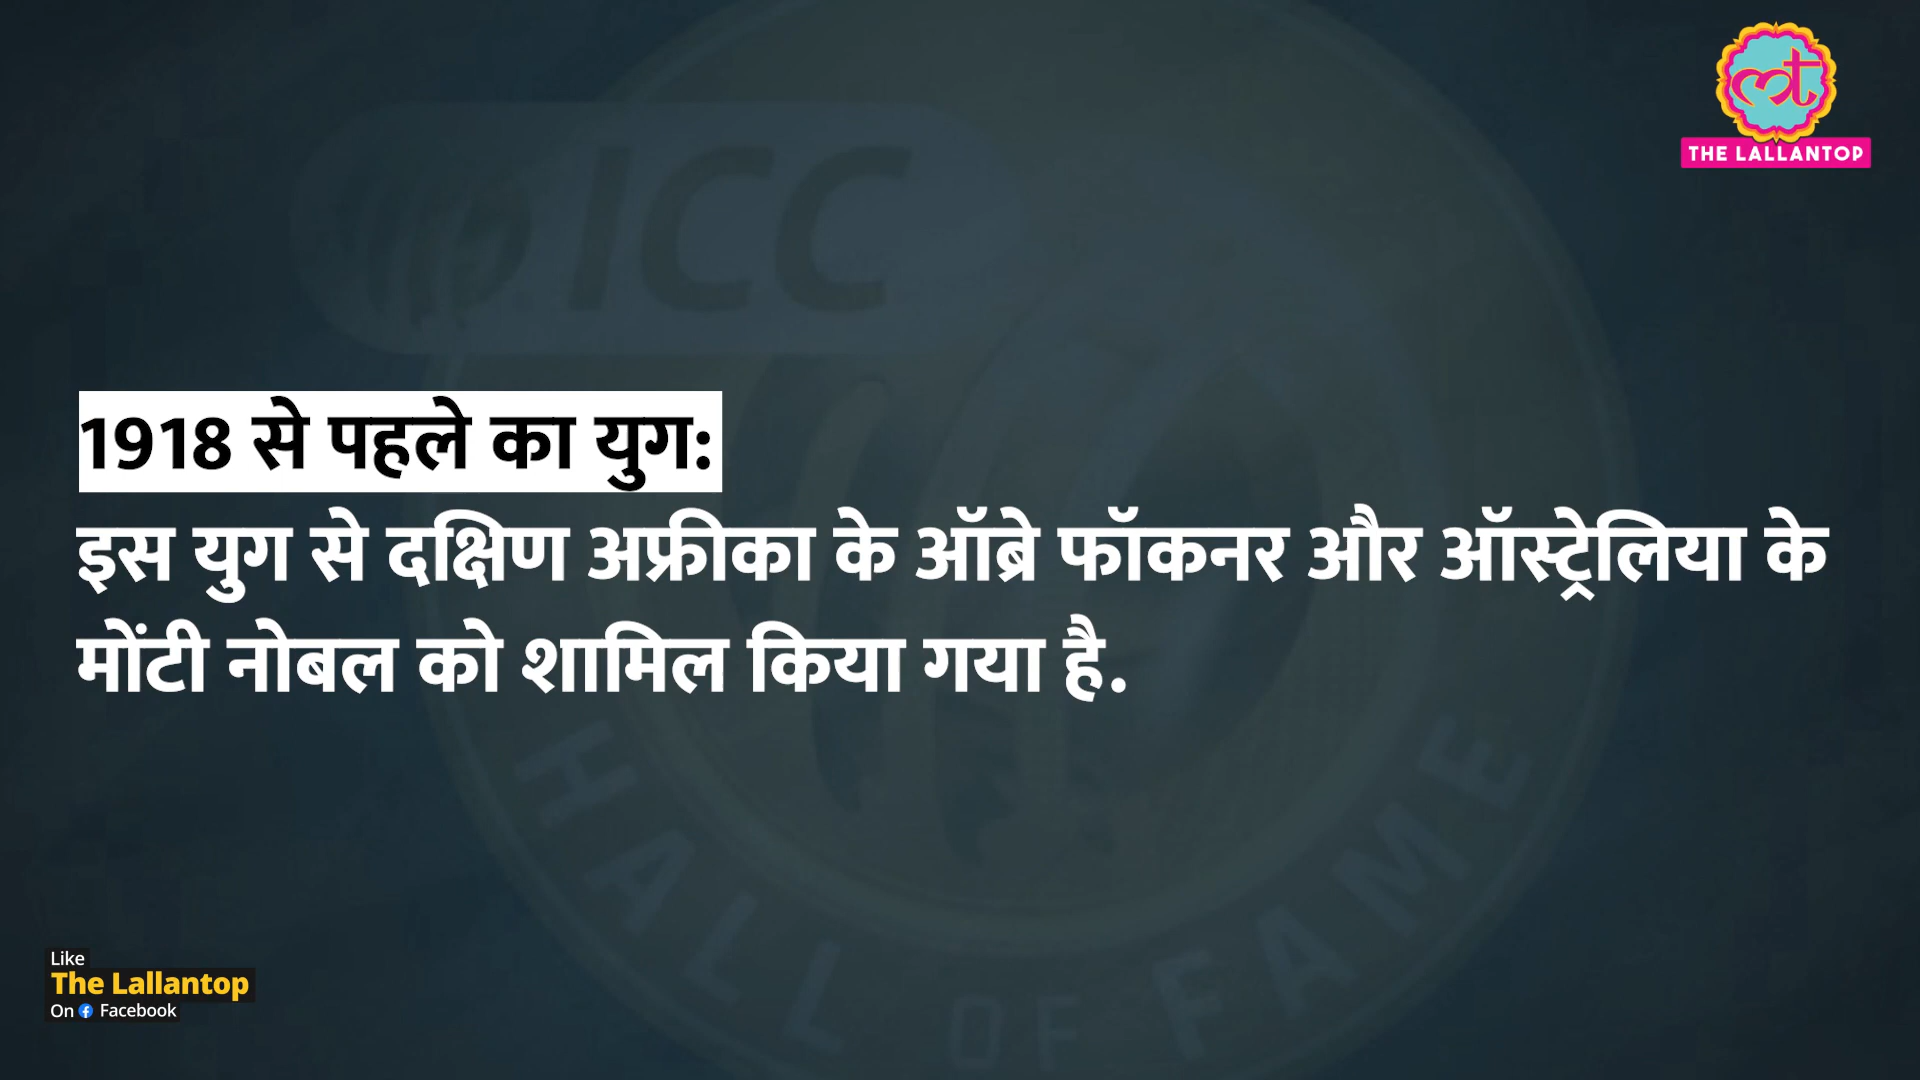 ICC
THE LALLANTOP
1918 से पहले का युग:
इस युग से दक्षिण अफ्रीका के ऑब्रे फॉकनर और ऑस्ट्रेलिया के
मोंटी नोबल को शामिल किया गया है.
HALL OF FAME
Like
The Lallantop
On Facebook